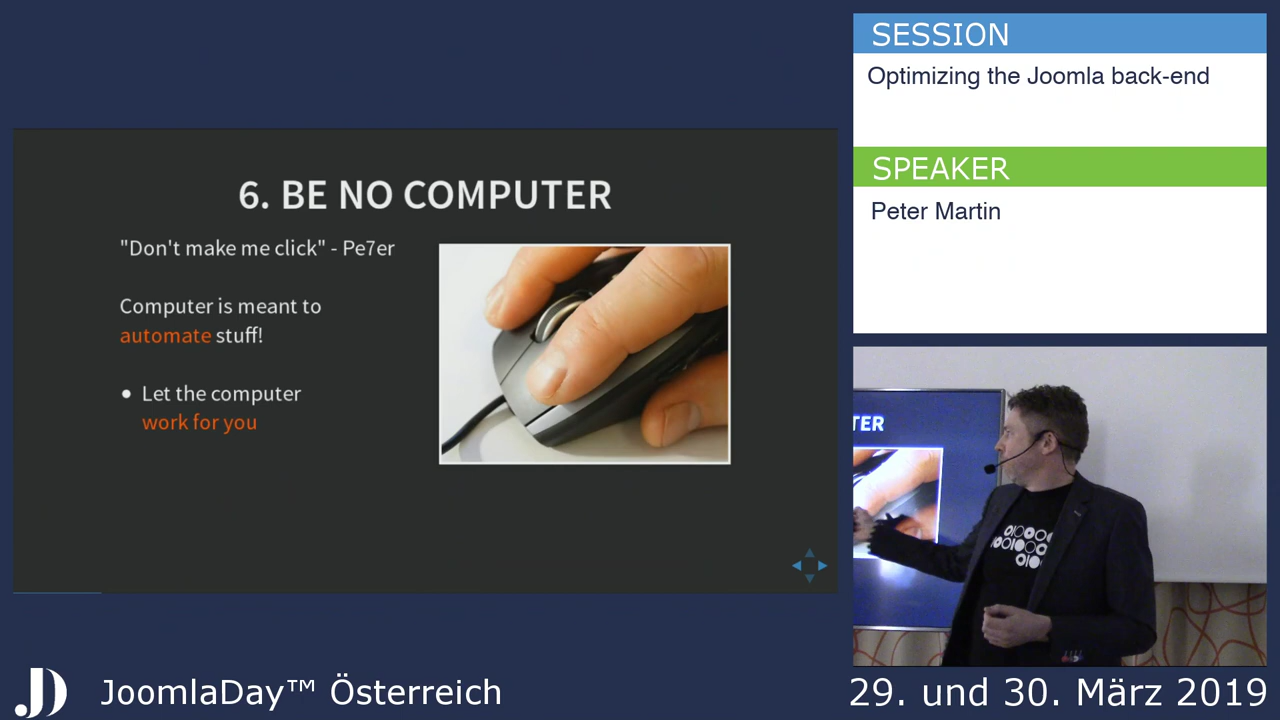 SESSION
Optimizing the Joomla back-end
SPEAKER
Peter Martin
6. BE NO COMPUTER
"Don't make me click" - Pe7er
Computer is meant to
automate stuff!
● Let the computer
work for you
TER
JoomlaDay™ Österreich
29. und 30. März 2019